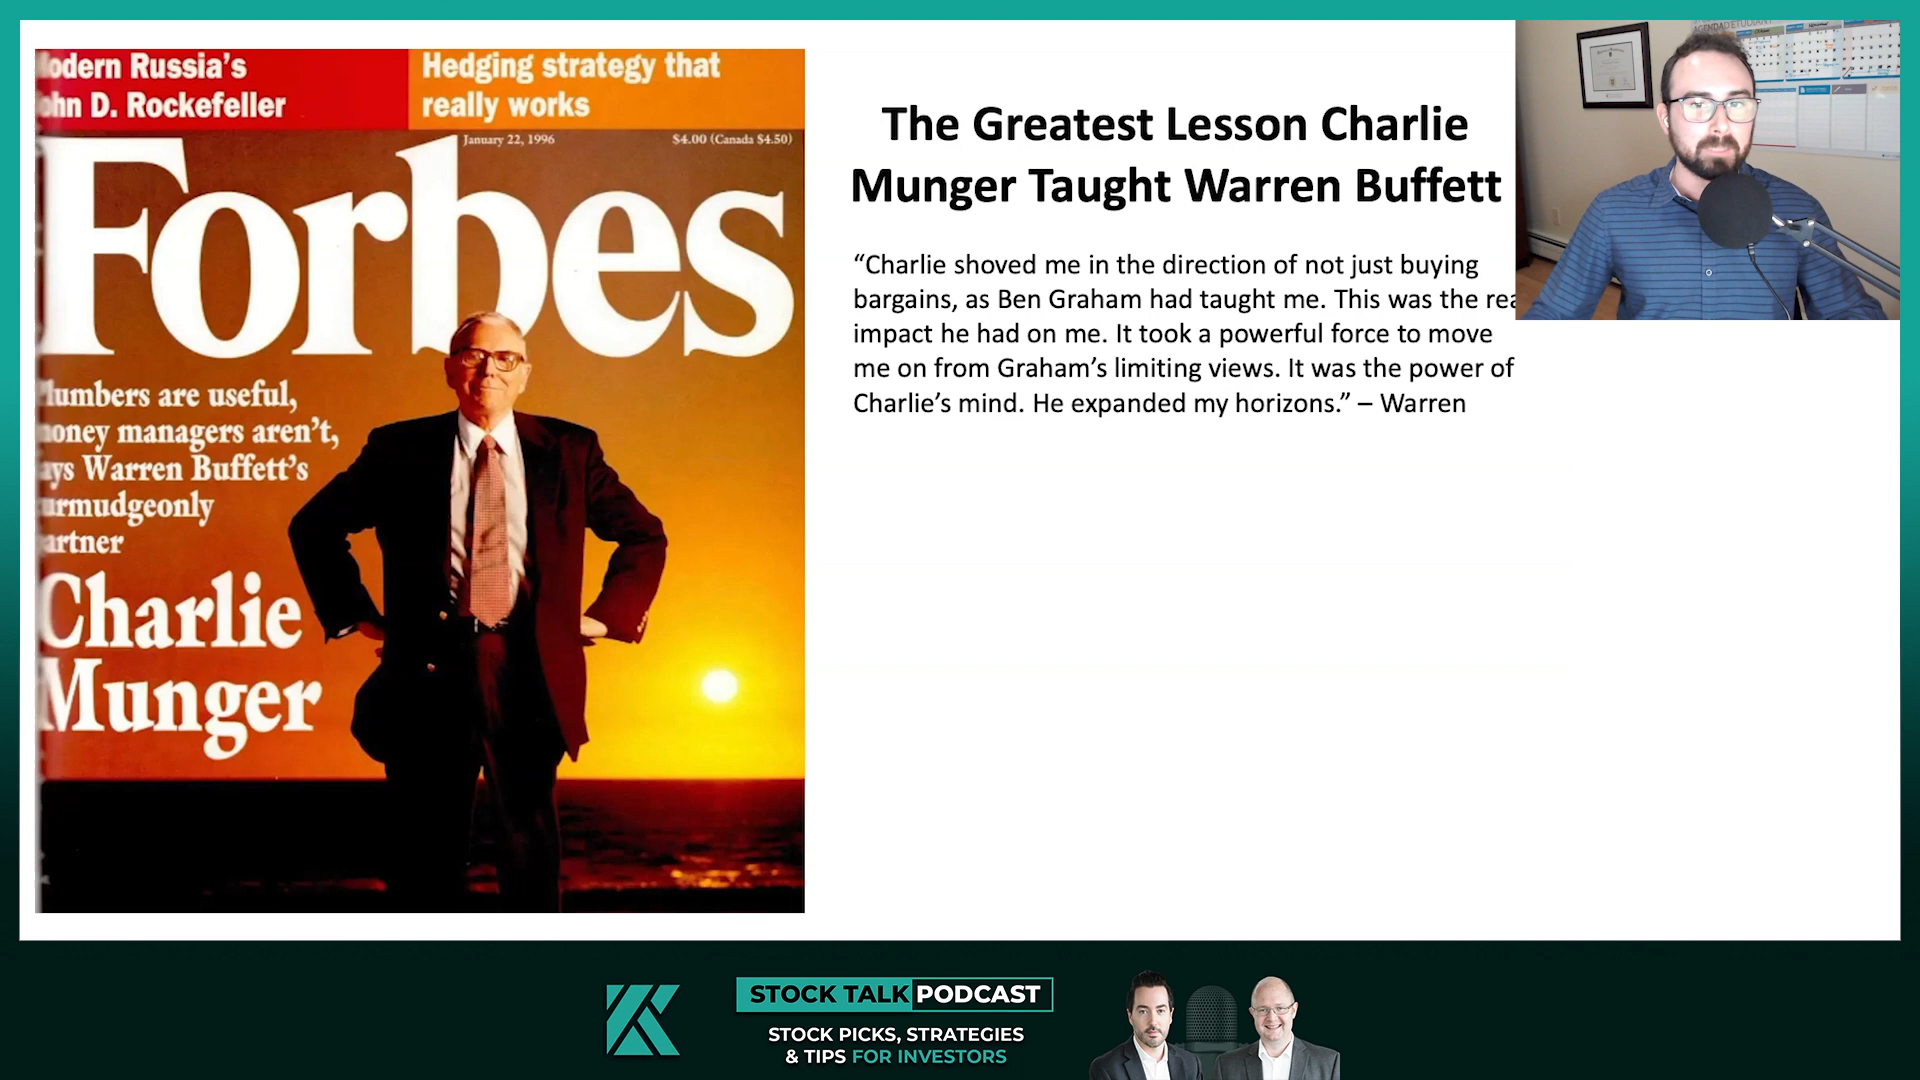 odern Russia's
ohn D. Rockefeller
Hedging strategy that
really works
January 22, 1996
$4.00 (Canada $4.50)
Forbes
lumbers are useful,
oney managers aren't,
ays Warren Buffett's
urmudgeonly
artner
Charlie
Munger
The Greatest Lesson Charlie
Munger Taught Warren Buffett
“Charlie shoved me in the direction of not just buying
bargains, as Ben Graham had taught me. This was the rea
impact he had on me. It took a powerful force to move
me on from Graham’s limiting views. It was the power of
Charlie’s mind. He expanded my horizons.” – Warren
STOCK TALK PODCAST
STOCK PICKS, STRATEGIES
& TIPS FOR INVESTORS